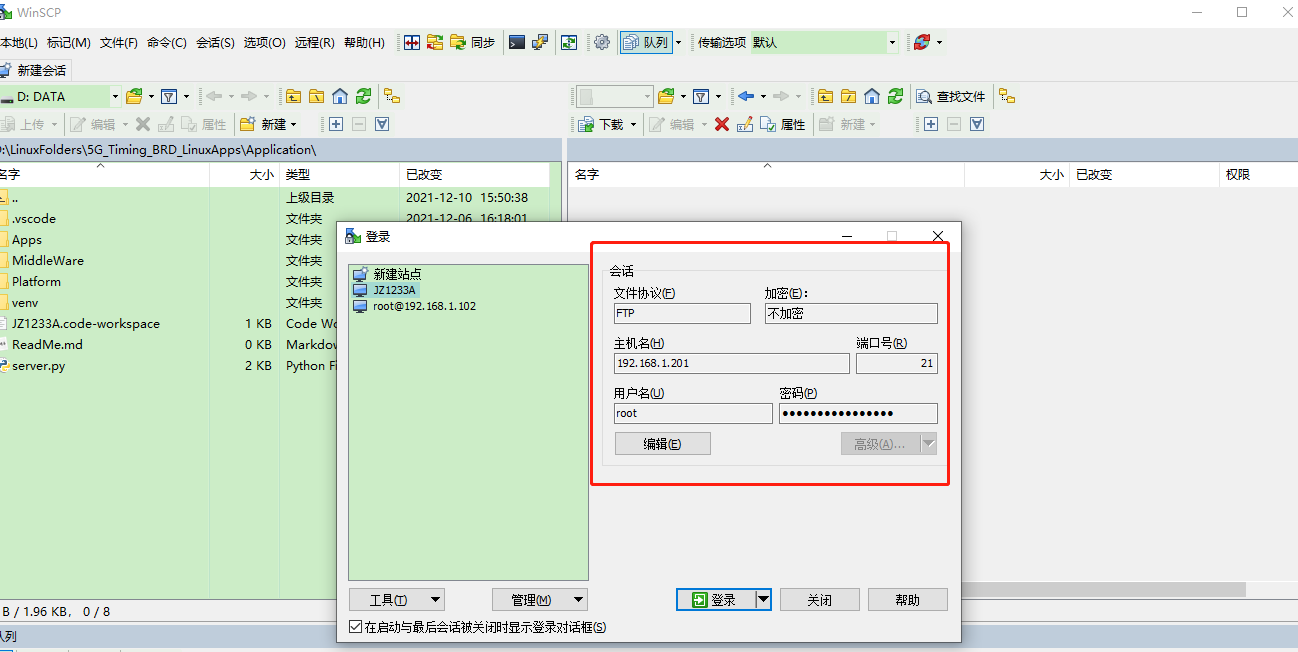 WinSCP
本地(L) 标记(M) 文件(F) 命令(C) 会话(S) 选项(O) 远程(R) 帮助(H) 同步 队列 传输选项 默认
新建会话
D: DATA 查找文件
上传 编辑 属性 新建 下载 编辑 属性 新建
:\LinuxFolders\5G_Timing_BRD_LinuxApps\Application\
名字 大小 类型 已改变 名字 大小 已改变 权限
.. 上级目录 2021-12-10 15:50:38
.vscode 文件夹 2021-12-06 16:18:01
Apps 文件夹
MiddleWare 文件夹
Platform 文件夹
venv 文件夹
JZ1233A.code-workspace 1 KB Code Wo
ReadMe.md 0 KB Markdow
server.py 2 KB Python Fi
登录
新建站点
JZ1233A
root@192.168.1.102
会话
文件协议(F) 加密(E):
FTP 不加密
主机名(H) 端口号(R)
192.168.1.201 21
用户名(U) 密码(P)
root ●●●●●●●●●●●●●●●●
编辑(E) 高级(A)...
工具(T) 管理(M) 登录 关闭 帮助
在启动与最后会话被关闭时显示登录对话框(S)
B / 1.96 KB, 0 / 8
队列